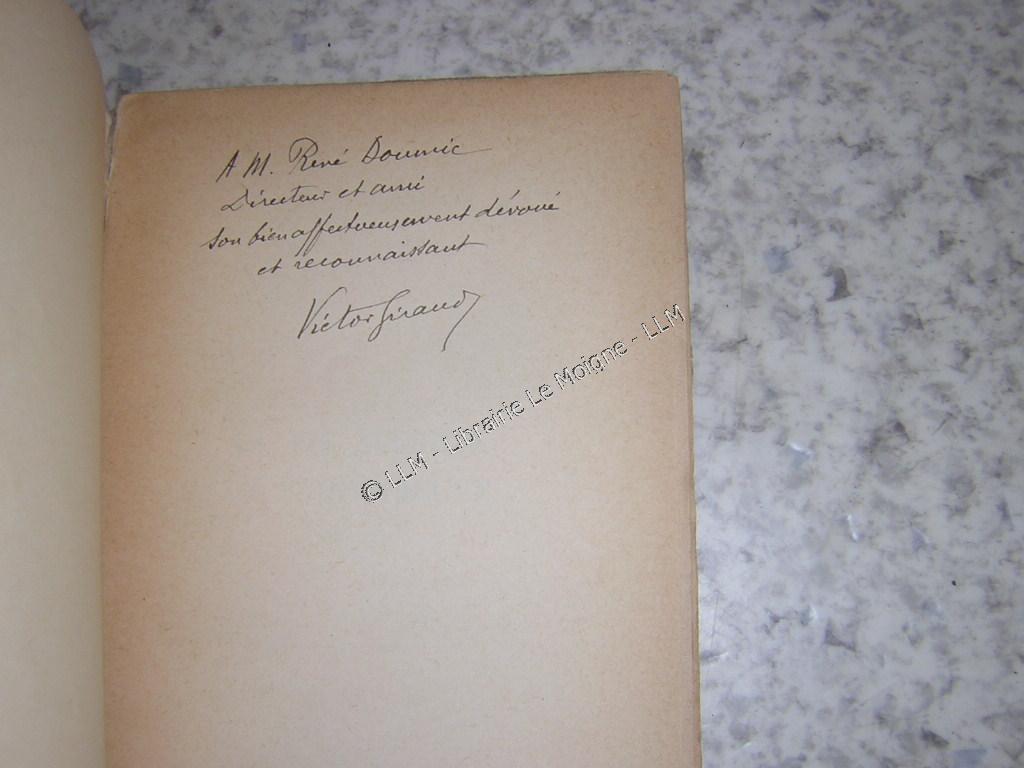 A M. René Doumic
Directeur et ami
son bien affectueusement dévoué
et reconnaissant
Victor Giraud
© LLM - Librairie Le Moigne - LLM